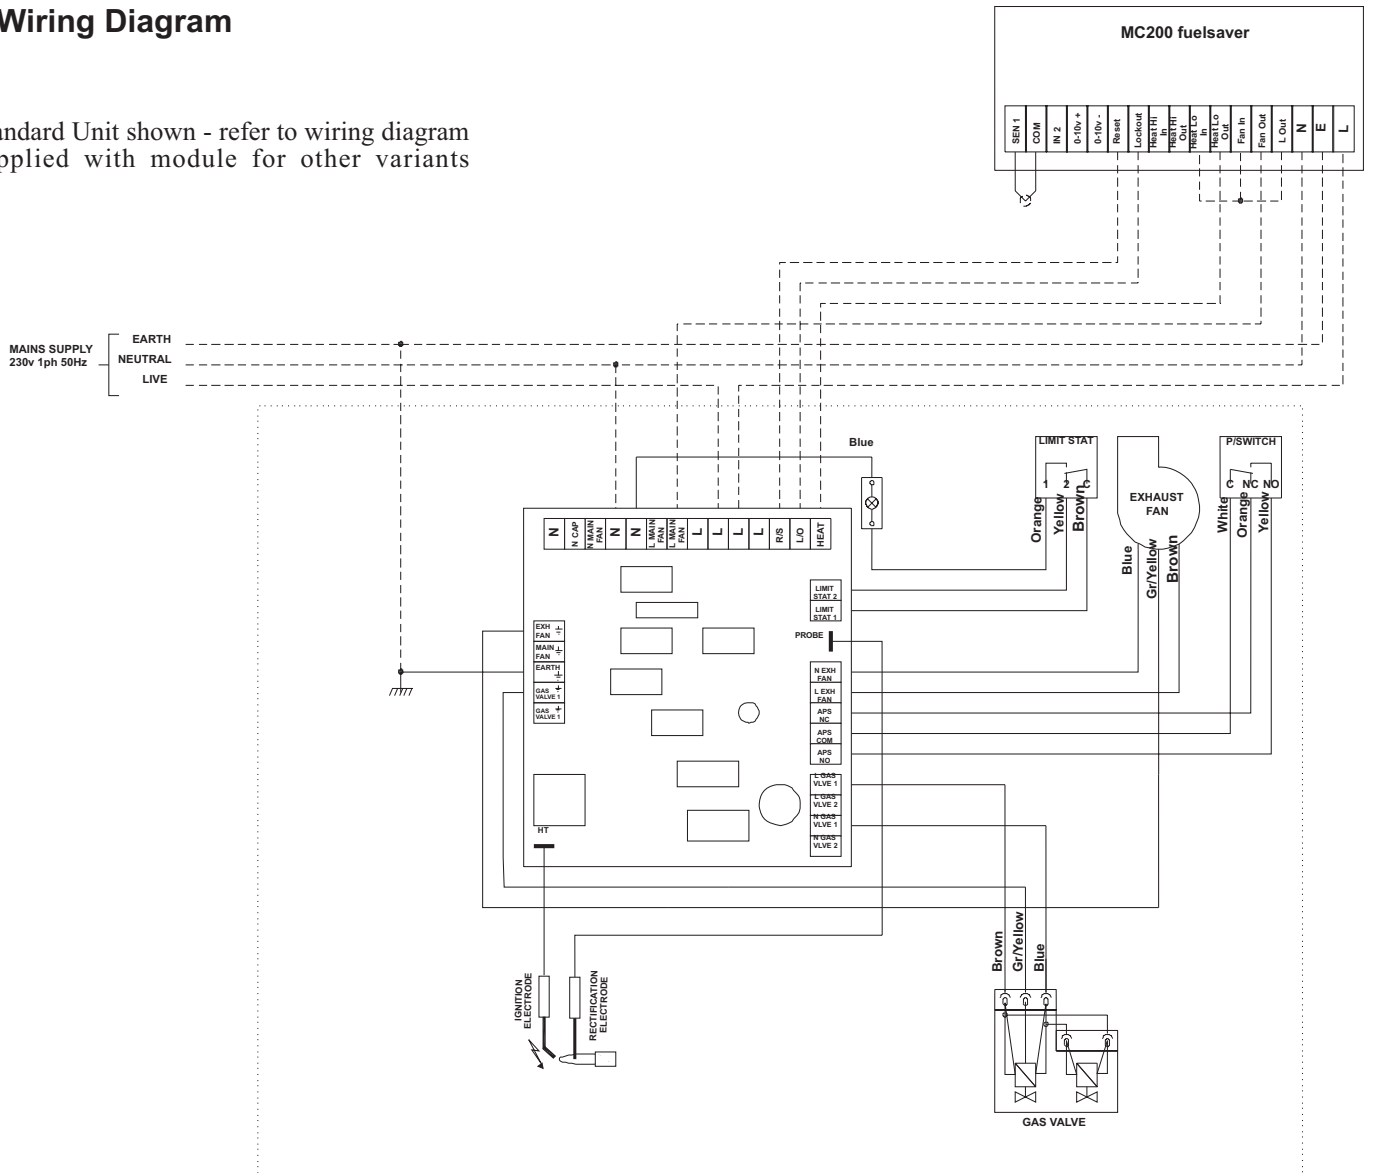 Wiring Diagram
MC200 fuelsaver
andard Unit shown - refer to wiring diagram
pplied with module for other variants
SEN 1
COM
IN 2
0-10v +
0-10v -
Reset
Lockout
Heat Hi
In
Heat Hi
Out
Heat Lo
In
Heat Lo
Out
Fan In
Fan Out
L Out
N
E
L
MAINS SUPPLY
230v 1ph 50Hz
EARTH
NEUTRAL
LIVE
Blue
LIMIT STAT
1 2 C
Orange
Yellow
Brown
EXHAUST
FAN
Blue
Gr/Yellow
Brown
P/SWITCH
C NC NO
White
Orange
Yellow
N
N CAP
N MAIN
FAN
N
N
L MAIN
FAN
L MAIN
FAN
L
L
L
L
R/S
L/O
HEAT
LIMIT
STAT 2
LIMIT
STAT 1
PROBE
EXH
FAN
MAIN
FAN
EARTH
GAS
VALVE 1
GAS
VALVE 1
N EXH
FAN
L EXH
FAN
APS
NC
APS
COM
APS
NO
L GAS
VLVE 1
L GAS
VLVE 2
N GAS
VLVE 1
N GAS
VLVE 2
HT
IGNITION
ELECTRODE
RECTIFICATION
ELECTRODE
Brown
Gr/Yellow
Blue
GAS VALVE